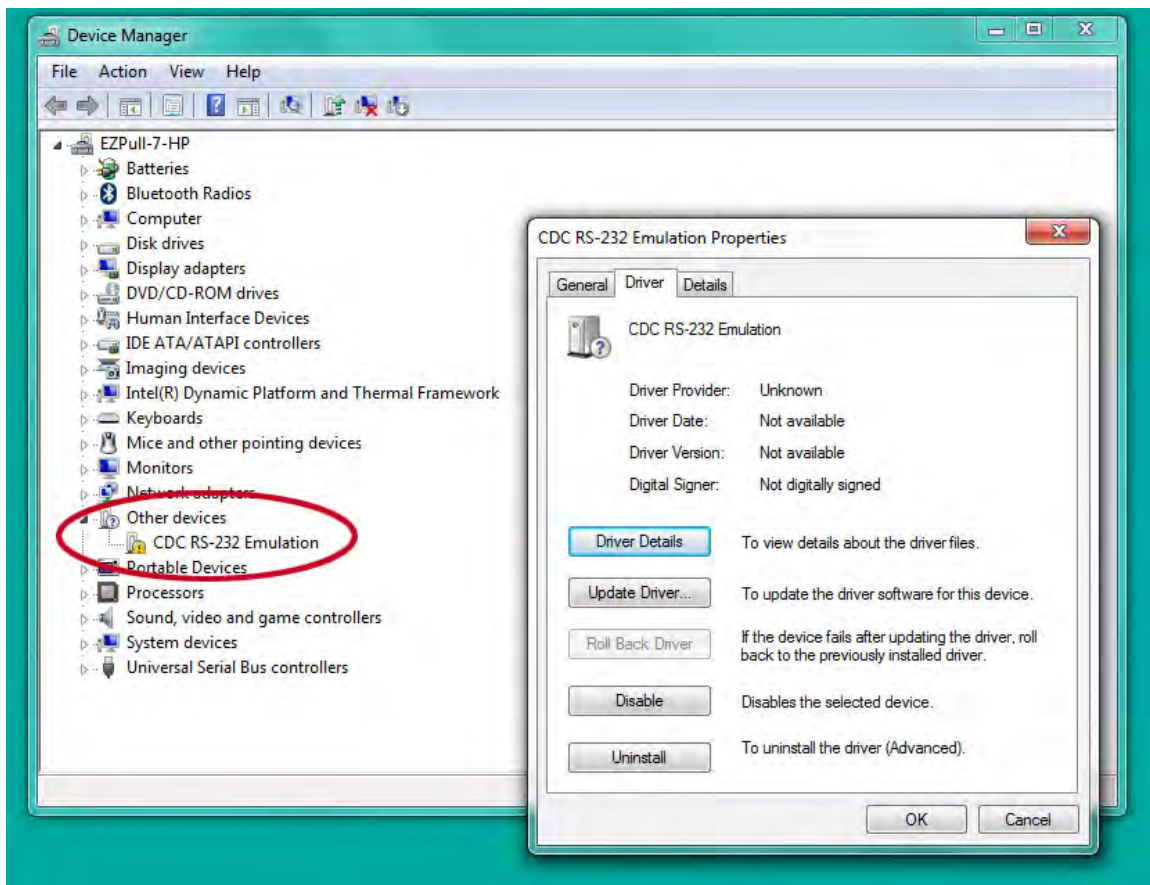 Device Manager
File Action View Help
EZPull-7-HP
Batteries
Bluetooth Radios
Computer
Disk drives
Display adapters
DVD/CD-ROM drives
Human Interface Devices
IDE ATA/ATAPI controllers
Imaging devices
Intel(R) Dynamic Platform and Thermal Framework
Keyboards
Mice and other pointing devices
Monitors
Network adapters
Other devices
CDC RS-232 Emulation
Portable Devices
Processors
Sound, video and game controllers
System devices
Universal Serial Bus controllers
CDC RS-232 Emulation Properties
General Driver Details
CDC RS-232 Emulation
Driver Provider: Unknown
Driver Date: Not available
Driver Version: Not available
Digital Signer: Not digitally signed
Driver Details To view details about the driver files.
Update Driver... To update the driver software for this device.
Roll Back Driver If the device fails after updating the driver, roll
back to the previously installed driver.
Disable Disables the selected device.
Uninstall To uninstall the driver (Advanced).
OK Cancel